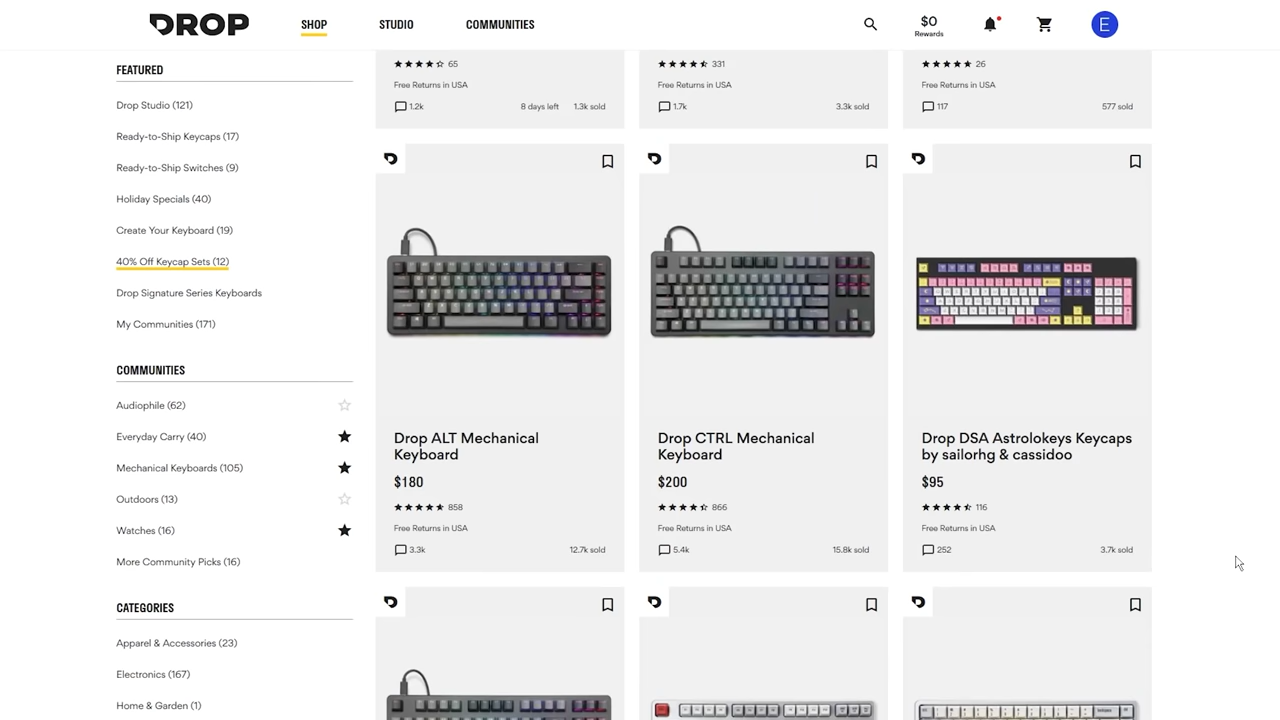 DROP
SHOP
STUDIO
COMMUNITIES
$0
Rewards
E
FEATURED
Drop Studio (121)
Ready-to-Ship Keycaps (17)
Ready-to-Ship Switches (9)
Holiday Specials (40)
Create Your Keyboard (19)
40% Off Keycap Sets (12)
Drop Signature Series Keyboards
My Communities (171)
COMMUNITIES
Audiophile (62)
Everyday Carry (40)
Mechanical Keyboards (105)
Outdoors (13)
Watches (16)
More Community Picks (16)
CATEGORIES
Apparel & Accessories (23)
Electronics (167)
Home & Garden (1)
65
Free Returns in USA
1.2k 8 days left 1.3k sold
331
Free Returns in USA
1.7k 3.3k sold
26
Free Returns in USA
117 577 sold
Drop ALT Mechanical
Keyboard
$180
858
Free Returns in USA
3.3k 12.7k sold
Drop CTRL Mechanical
Keyboard
$200
866
Free Returns in USA
5.4k 15.8k sold
Drop DSA Astrolokeys Keycaps
by sailorhg & cassidoo
$95
116
Free Returns in USA
252 3.7k sold